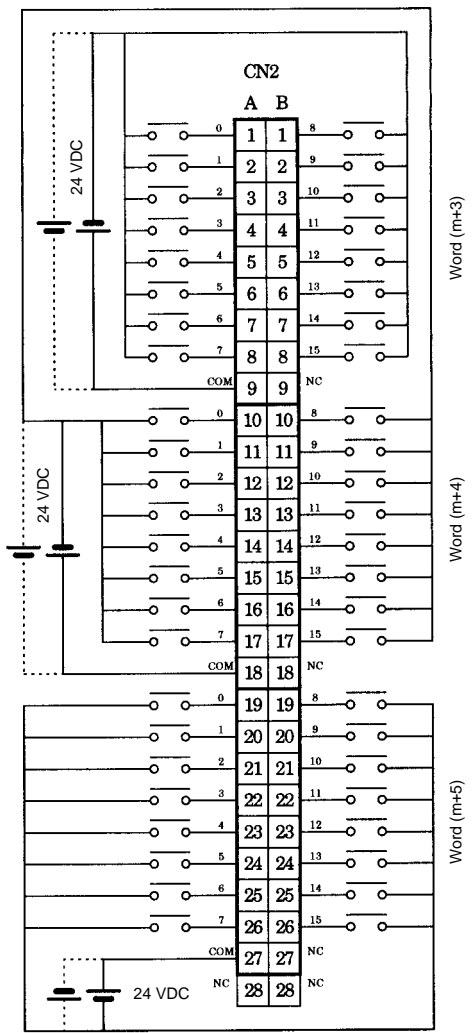 CN2
A B
0 1 1 8
1 2 2 9
2 3 3 10
3 4 4 11
4 5 5 12
5 6 6 13
6 7 7 14
7 8 8 15
COM 9 9 NC
24 VDC
Word (m+3)
0 10 10 8
1 11 11 9
2 12 12 10
3 13 13 11
4 14 14 12
5 15 15 13
6 16 16 14
7 17 17 15
COM 18 18 NC
24 VDC
Word (m+4)
0 19 19 8
1 20 20 9
2 21 21 10
3 22 22 11
4 23 23 12
5 24 24 13
6 25 25 14
7 26 26 15
COM 27 27 NC
24 VDC
NC 28 28 NC
Word (m+5)